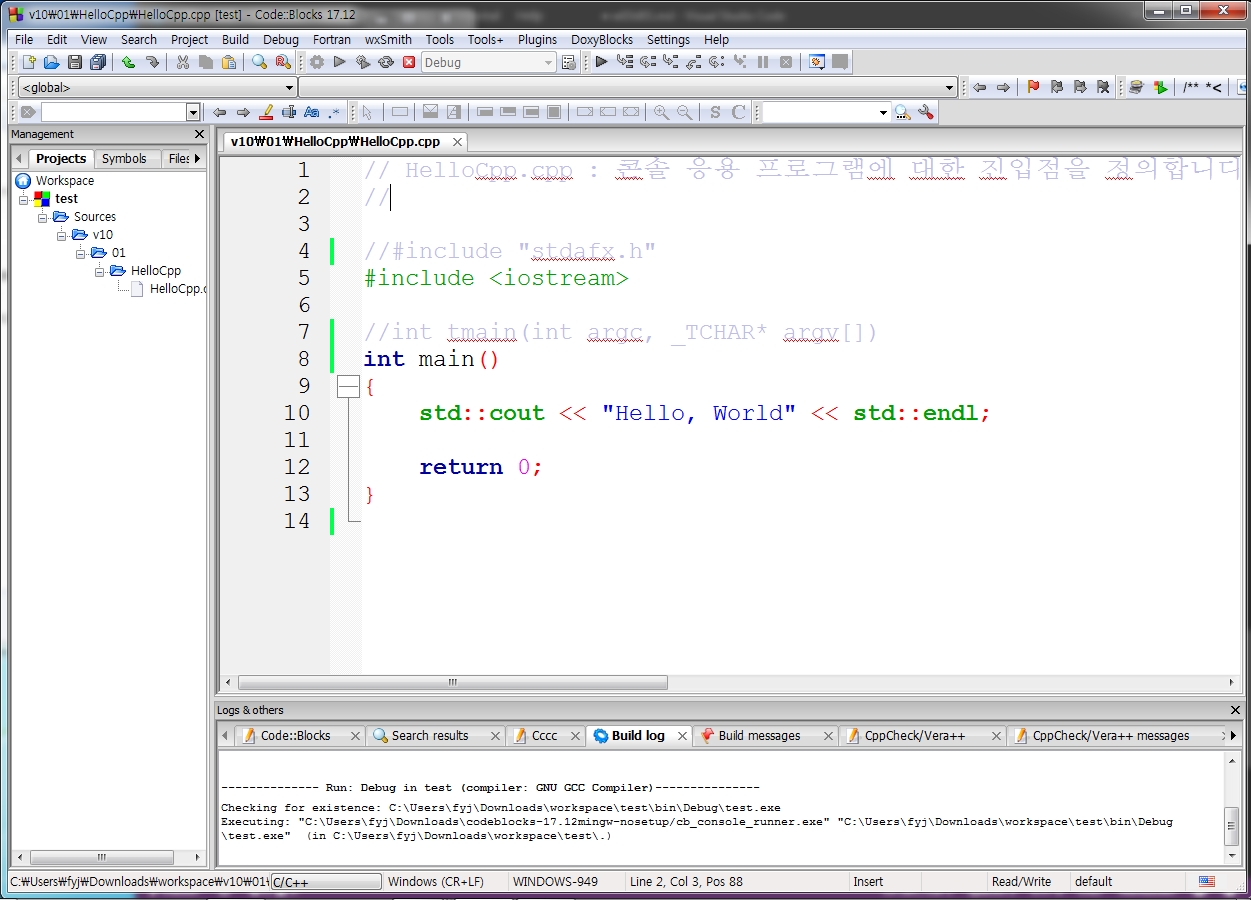 v10₩01₩HelloCpp₩HelloCpp.cpp [test] - Code::Blocks 17.12
File Edit View Search Project Build Debug Fortran wxSmith Tools Tools+ Plugins DoxyBlocks Settings Help
Debug
<global>
/** *<
Aa .*
S C
Management
Projects Symbols Files
Workspace
test
Sources
v10
01
HelloCpp
HelloCpp.c
v10₩01₩HelloCpp₩HelloCpp.cpp
1 // HelloCpp.cpp : 콘솔 응용 프로그램에 대한 진입점을 정의합니다
2 //
3
4 //#include "stdafx.h"
5 #include <iostream>
6
7 //int tmain(int argc, _TCHAR* argv[])
8 int main()
9 {
10 std::cout << "Hello, World" << std::endl;
11
12 return 0;
13 }
14
Logs & others
Code::Blocks Search results Cccc Build log Build messages CppCheck/Vera++ CppCheck/Vera++ messages
-------------- Run: Debug in test (compiler: GNU GCC Compiler)---------------
Checking for existence: C:\Users\fyj\Downloads\workspace\test\bin\Debug\test.exe
Executing: "C:\Users\fyj\Downloads\codeblocks-17.12mingw-nosetup/cb_console_runner.exe" "C:\Users\fyj\Downloads\workspace\test\bin\Debug
\test.exe" (in C:\Users\fyj\Downloads\workspace\test\.)
C:₩Users₩fyj₩Downloads₩workspace₩v10₩01₩ C/C++ Windows (CR+LF) WINDOWS-949 Line 2, Col 3, Pos 88 Insert Read/Write default